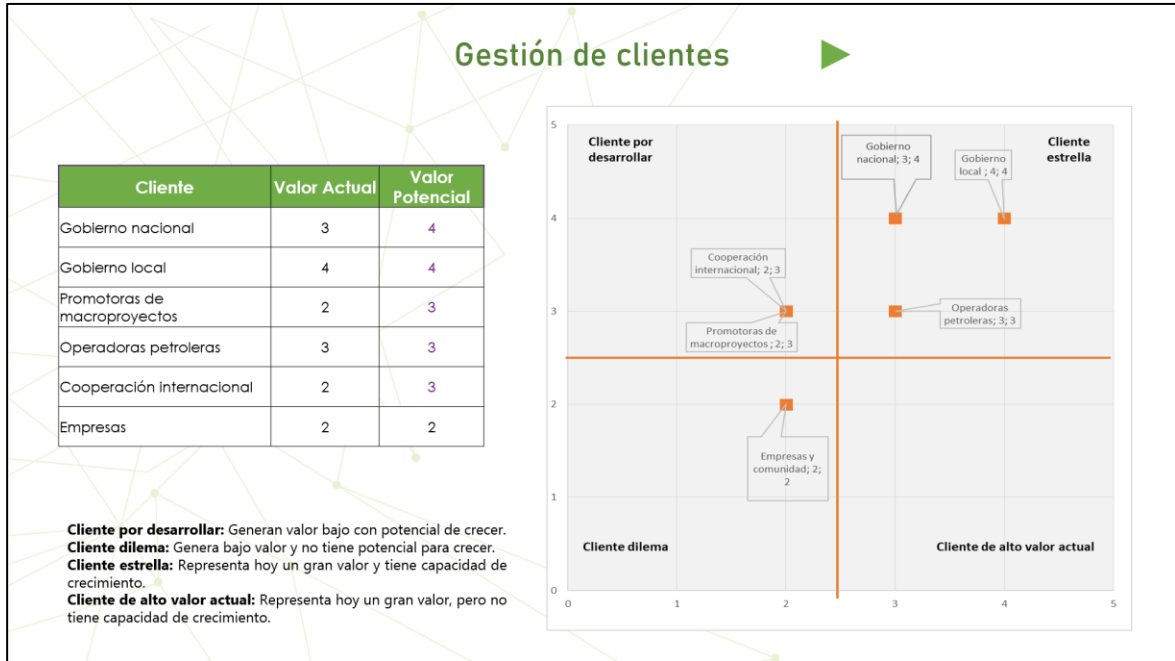 Gestión de clientes
Cliente Valor Actual Valor Potencial
Gobierno nacional 3 4
Gobierno local 4 4
Promotoras de macroproyectos 2 3
Operadoras petroleras 3 3
Cooperación internacional 2 3
Empresas 2 2
Cliente por desarrollar: Generan valor bajo con potencial de crecer.
Cliente dilema: Genera bajo valor y no tiene potencial para crecer.
Cliente estrella: Representa hoy un gran valor y tiene capacidad de
crecimiento.
Cliente de alto valor actual: Representa hoy un gran valor, pero no
tiene capacidad de crecimiento.
5
4
3
2
1
0
Cliente por
desarrollar
Gobierno
nacional; 3; 4
Gobierno
local ; 4; 4
Cliente
estrella
Cooperación
internacional; 2; 3
Promotoras de
macroproyectos ; 2; 3
Operadoras
petroleras; 3; 3
Empresas y
comunidad; 2;
2
Cliente dilema
Cliente de alto valor actual
0 1 2 3 4 5